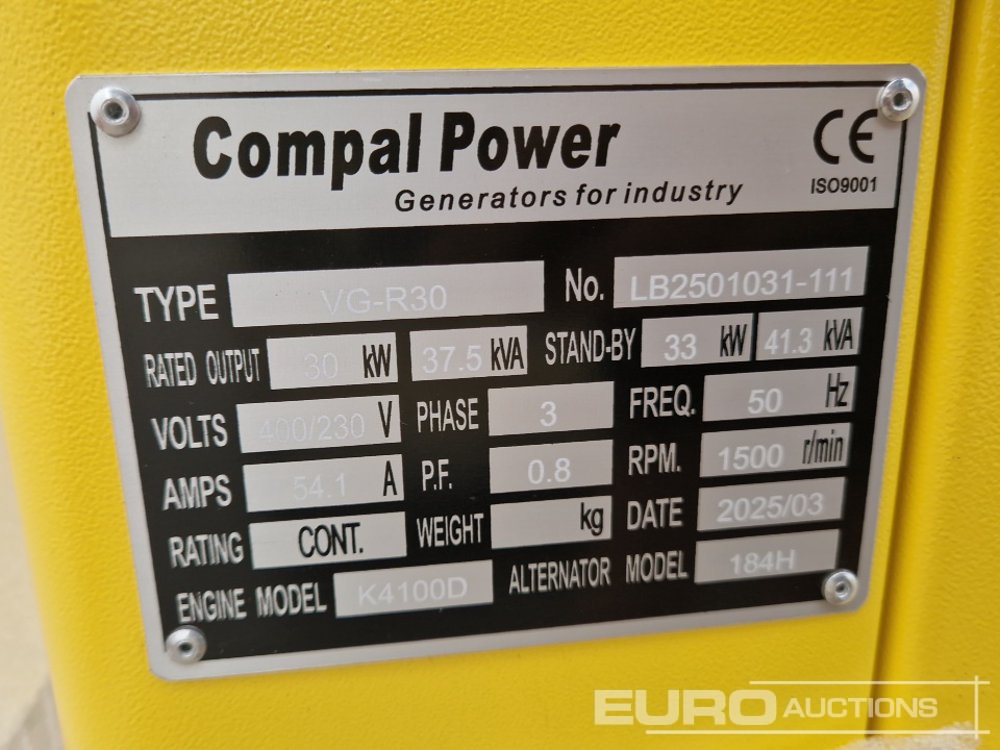 Compal Power
CE
Generators for industry
ISO9001
TYPE VG-R30 No. LB2501031-111
RATED OUTPUT 30 kW 37.5 kVA STAND-BY 33 kW 41.3 kVA
VOLTS 400/230 V PHASE 3 FREQ. 50 Hz
AMPS 54.1 A P.F. 0.8 RPM. 1500 r/min
RATING CONT. WEIGHT kg DATE 2025/03
ENGINE MODEL K4100D ALTERNATOR MODEL 184H
EURO AUCTIONS